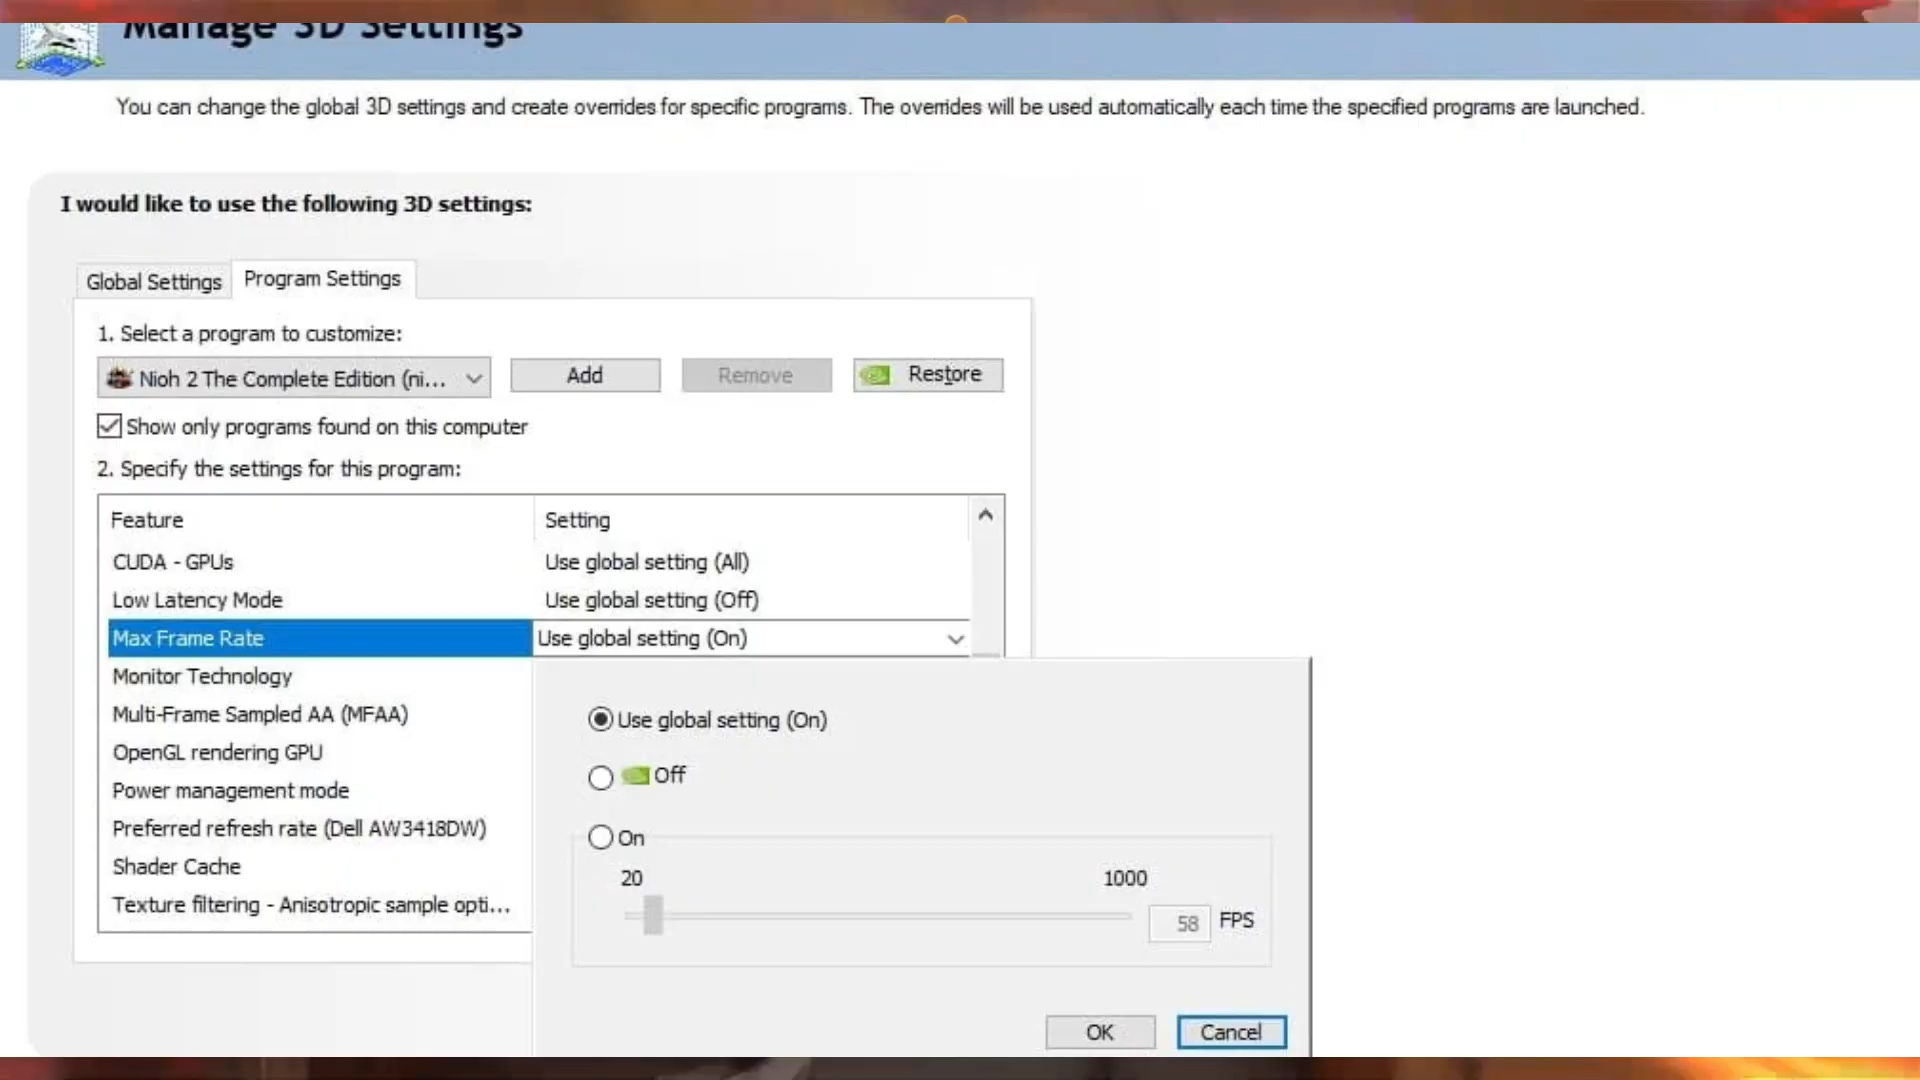 Manage 3D Settings
You can change the global 3D settings and create overrides for specific programs. The overrides will be used automatically each time the specified programs are launched.
I would like to use the following 3D settings:
Global Settings
Program Settings
1. Select a program to customize:
Nioh 2 The Complete Edition (ni...
Add
Remove
Restore
Show only programs found on this computer
2. Specify the settings for this program:
Feature Setting
CUDA - GPUs Use global setting (All)
Low Latency Mode Use global setting (Off)
Max Frame Rate Use global setting (On)
Monitor Technology
Multi-Frame Sampled AA (MFAA)
OpenGL rendering GPU
Power management mode
Preferred refresh rate (Dell AW3418DW)
Shader Cache
Texture filtering - Anisotropic sample opti...
Use global setting (On)
Off
On
20 1000
58 FPS
OK Cancel